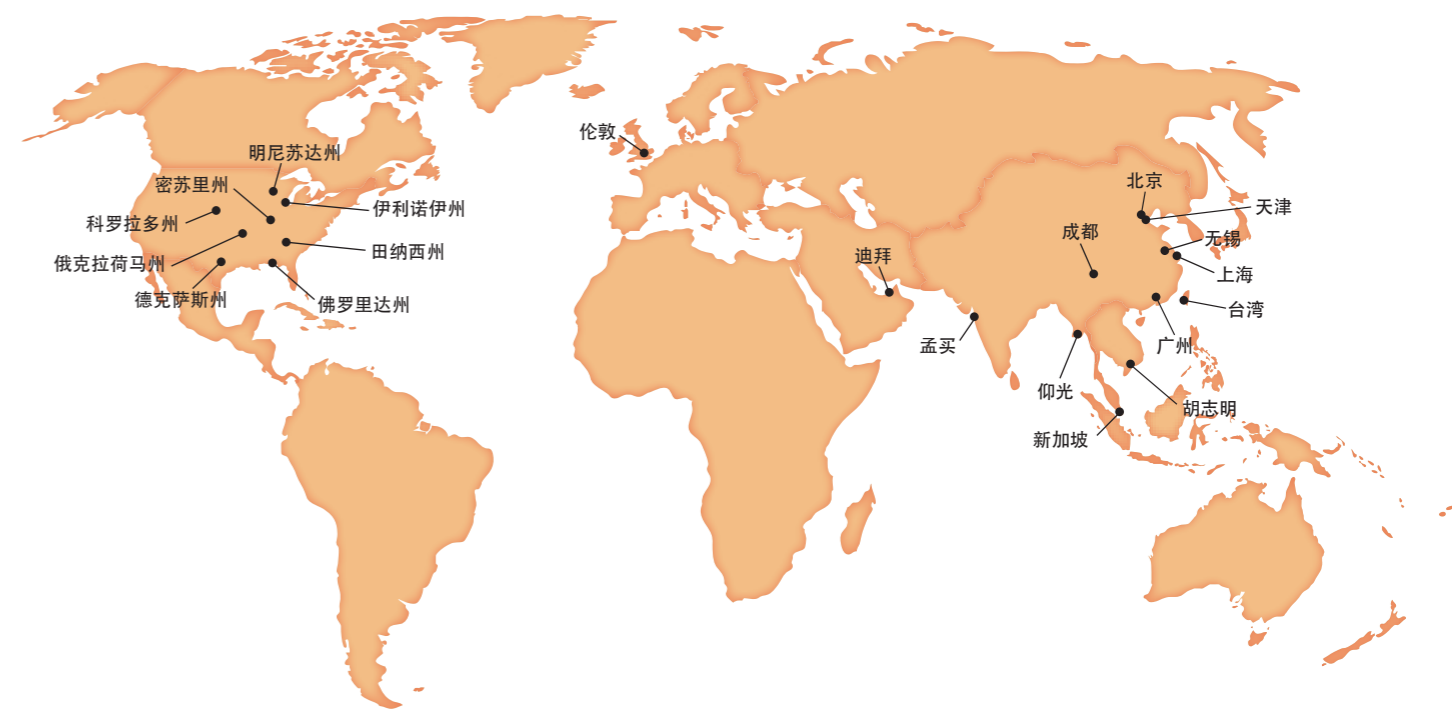 明尼苏达州
密苏里州
科罗拉多州
伊利诺伊州
俄克拉荷马州
田纳西州
德克萨斯州
佛罗里达州
伦敦
迪拜
孟买
仰光
新加坡
胡志明
成都
北京
天津
无锡
上海
台湾
广州